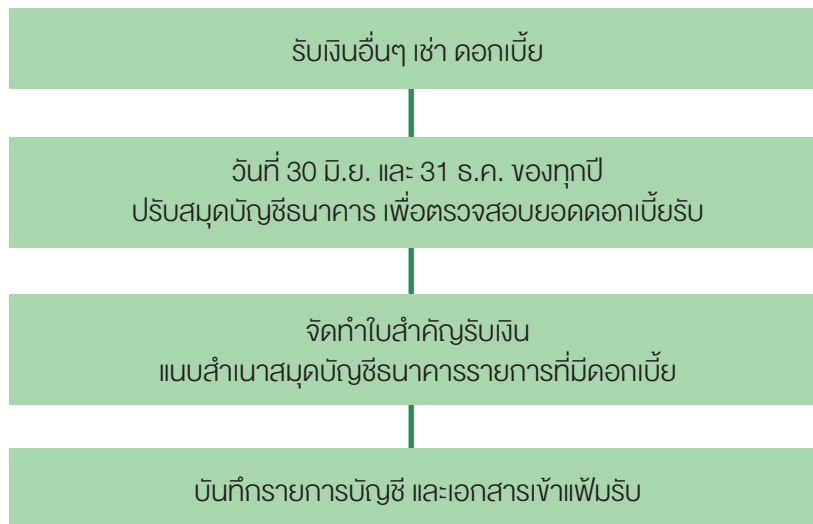 รับเงินอื่นๆ เช่า ดอกเบี้ย
วันที่ 30 มิ.ย. และ 31 ธ.ค. ของทุกปี
ปรับสมุดบัญชีธนาคาร เพื่อตรวจสอบยอดดอกเบี้ยรับ
จัดทำใบสำคัญรับเงิน
แนบสำเนาสมุดบัญชีธนาคารรายการที่มีดอกเบี้ย
บันทึกรายการบัญชี และเอกสารเข้าแฟ้มรับ